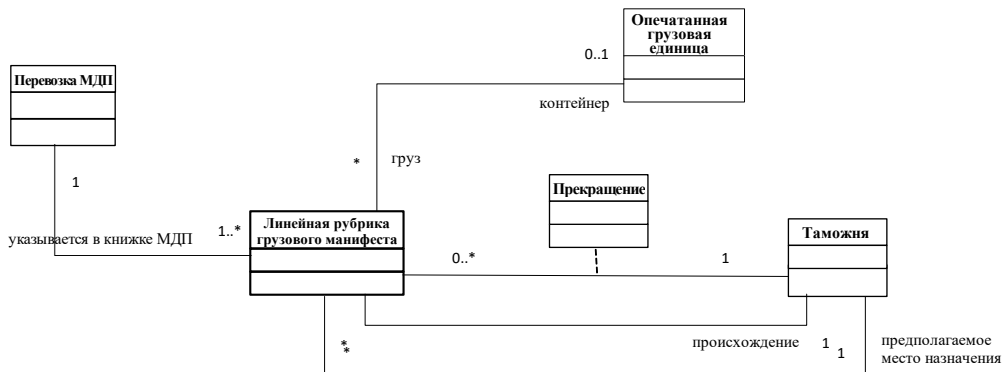 Опечатанная
грузовая
единица
0..1
Перевозка МДП
контейнер
*
груз
1
Прекращение
Линейная рубрика
грузового манифеста
1..*
указывается в книжке МДП
Таможня
0..*
1
*
*
происхождение
1
1
предполагаемое
место назначения